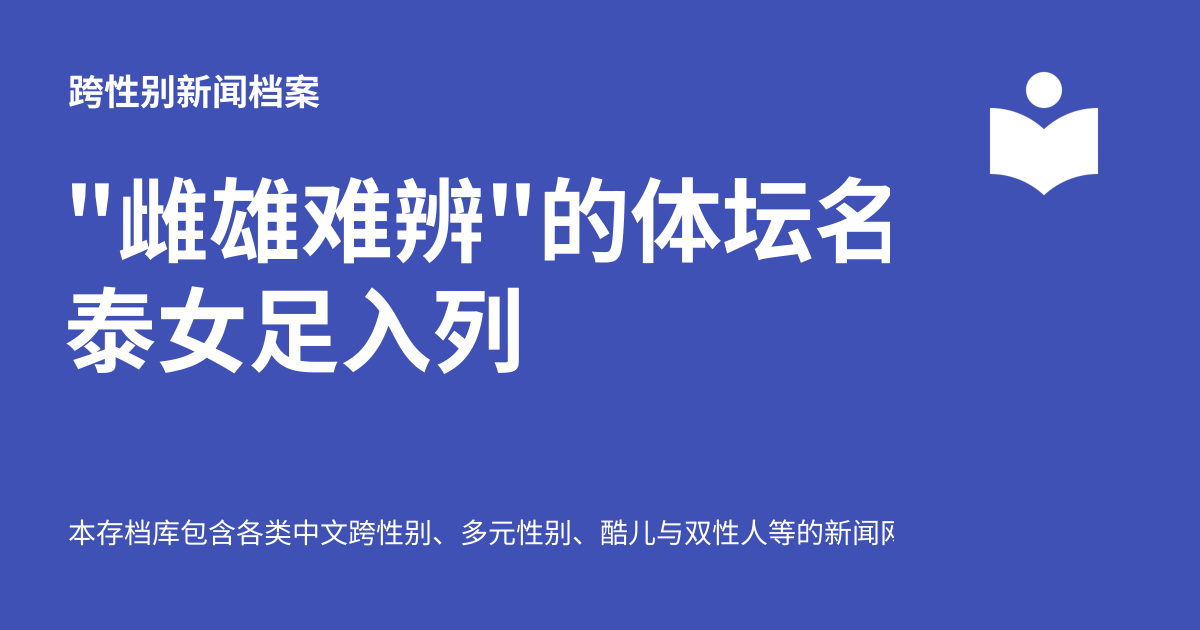 跨性别新闻档案
"雌雄难辨"的体坛名
泰女足入列
本存档库包含各类中文跨性别、多元性别、酷儿与双性人等的新闻网